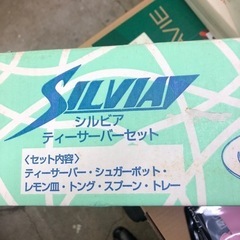 SILVIA
シルビア
ティーサーバーセット
〈セット内容〉
ティーサーバー・シュガーポット・
レモン皿・トング・スプーン・トレー